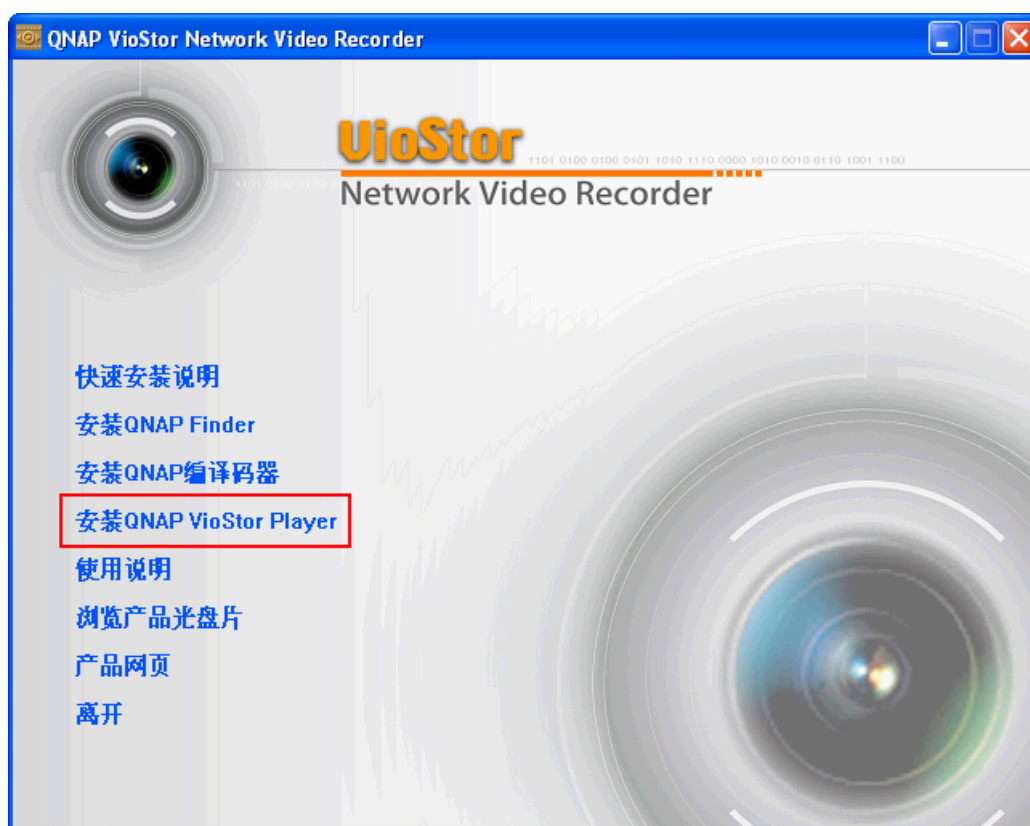 QNAP VioStor Network Video Recorder
VioStor
1101 0100 0100 0101 1010 1110 0000 1010 0010 0110 1001 1100
Network Video Recorder
快速安装说明
安装QNAP Finder
安装QNAP编译码器
安装QNAP VioStor Player
使用说明
浏览产品光盘片
产品网页
离开